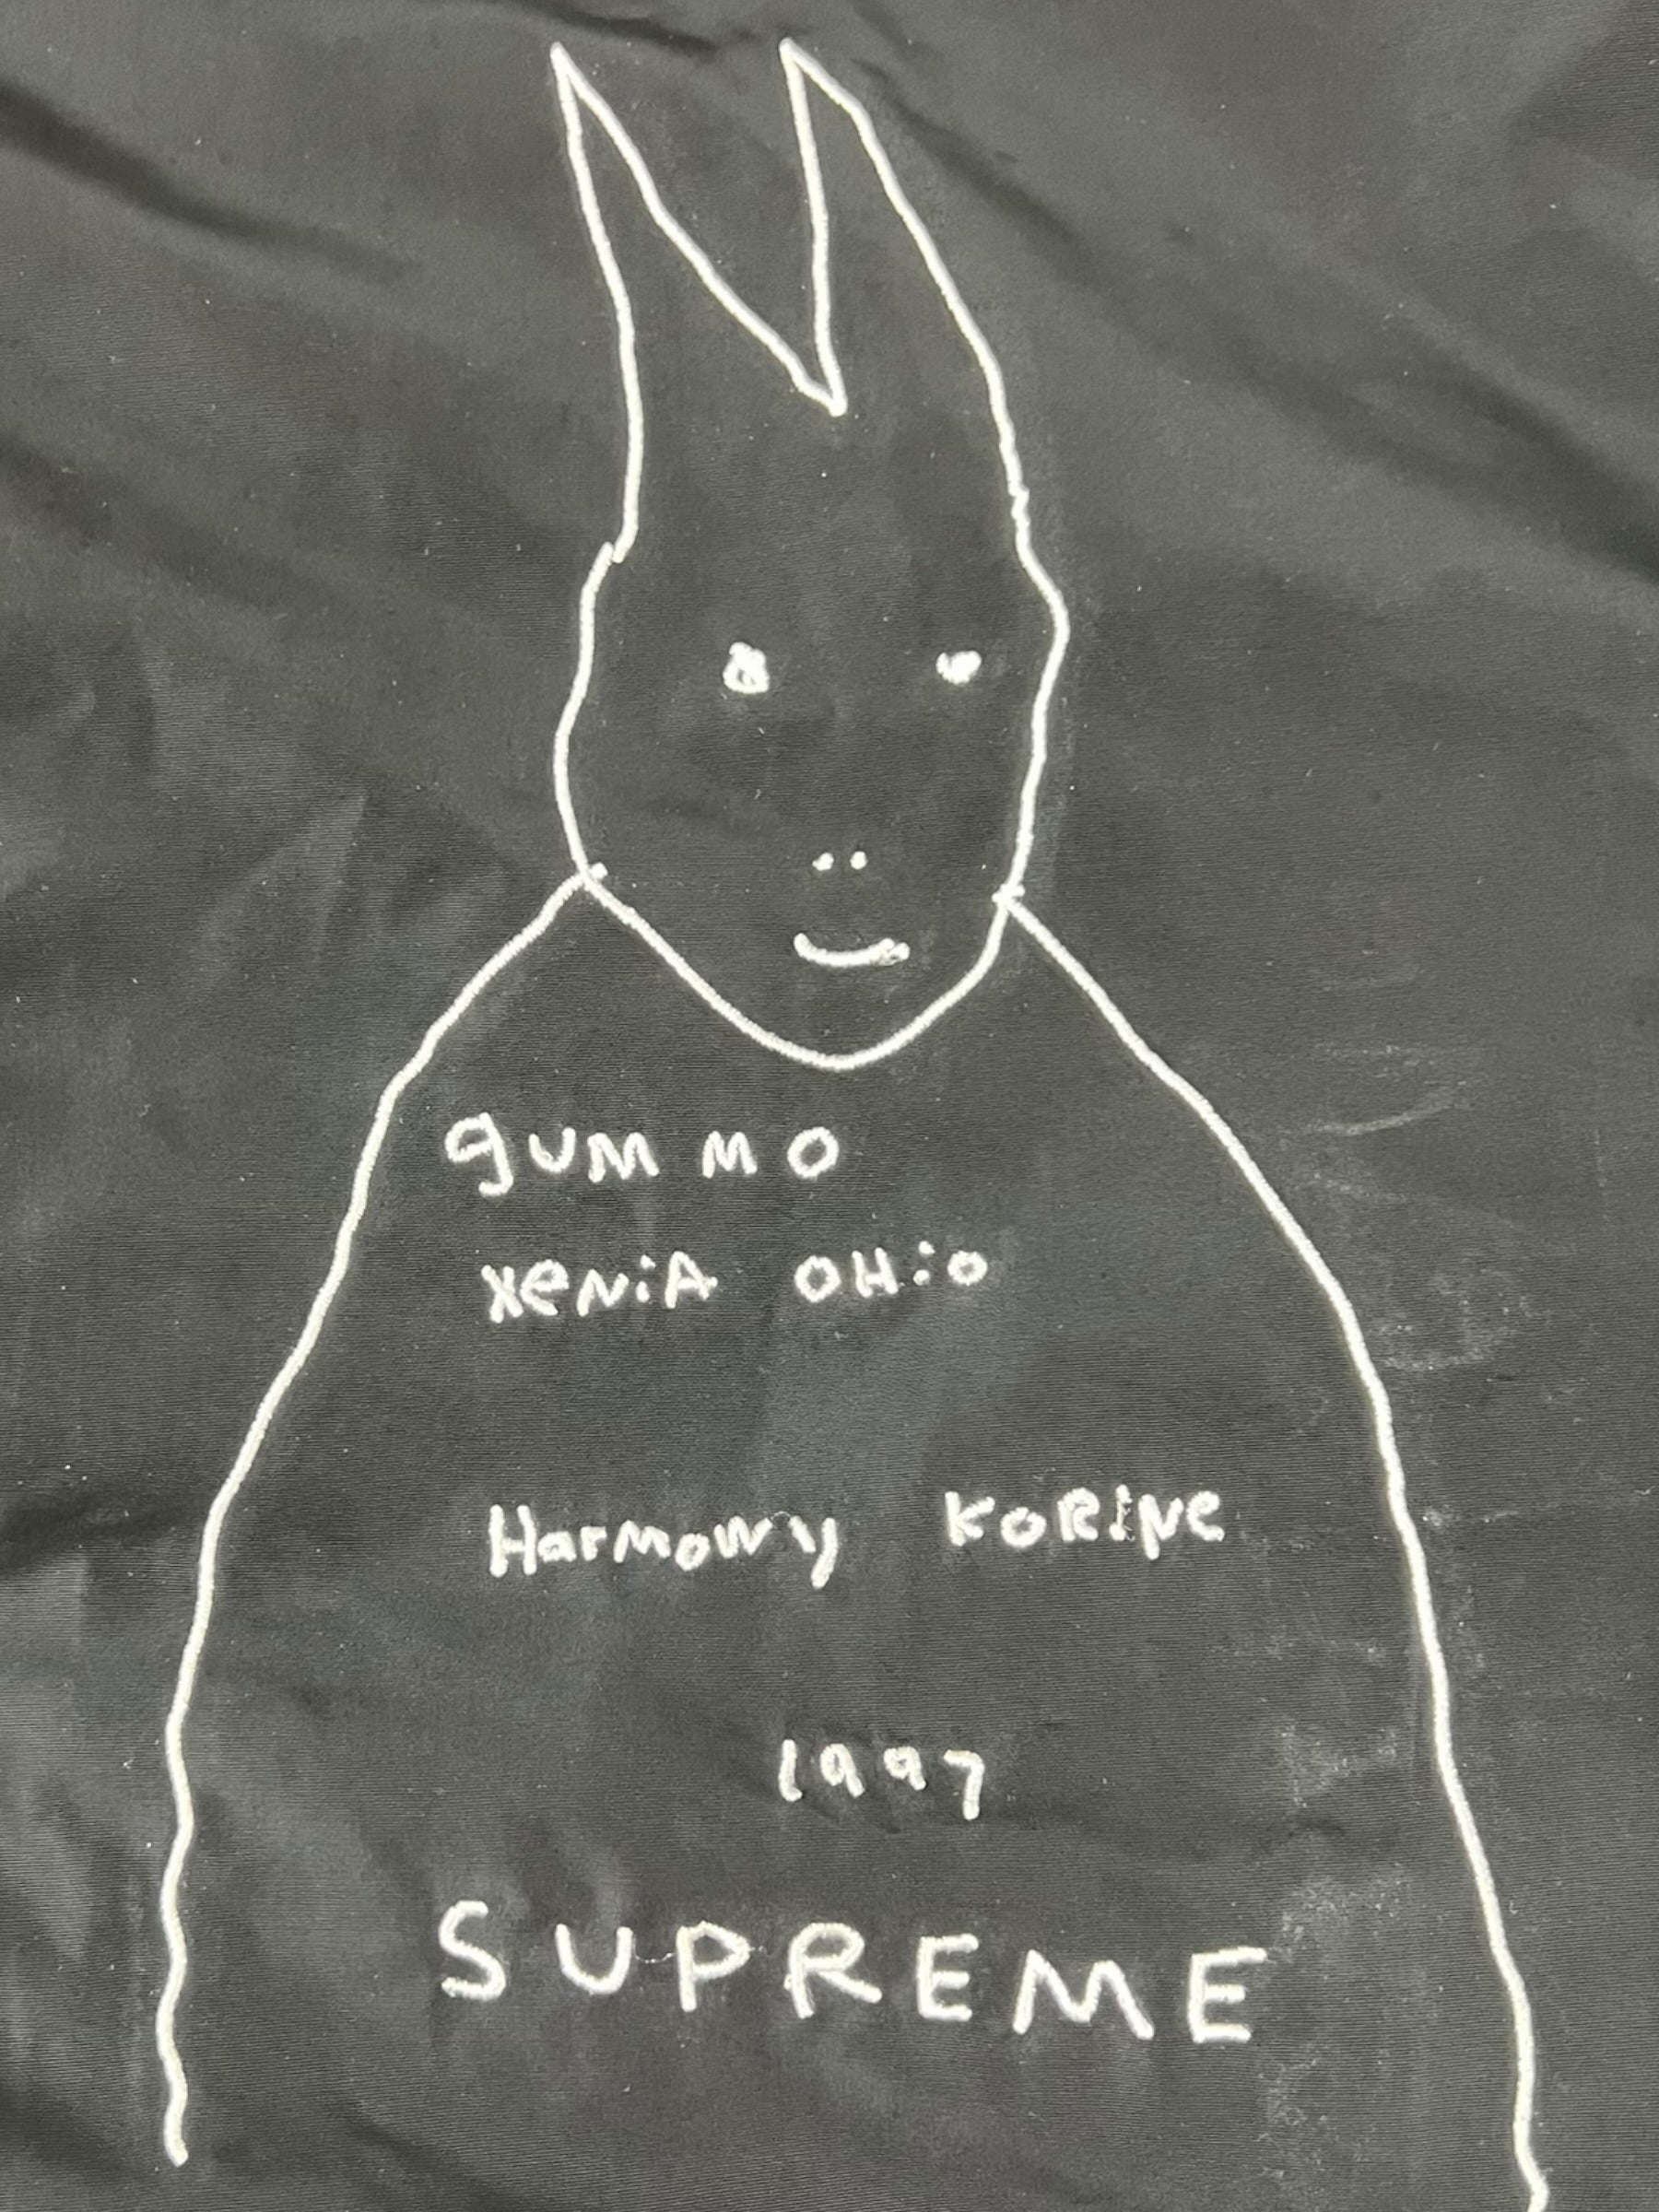 gummo
XeNiA OHiO
Harmony KORiNe
1997
SUPREME